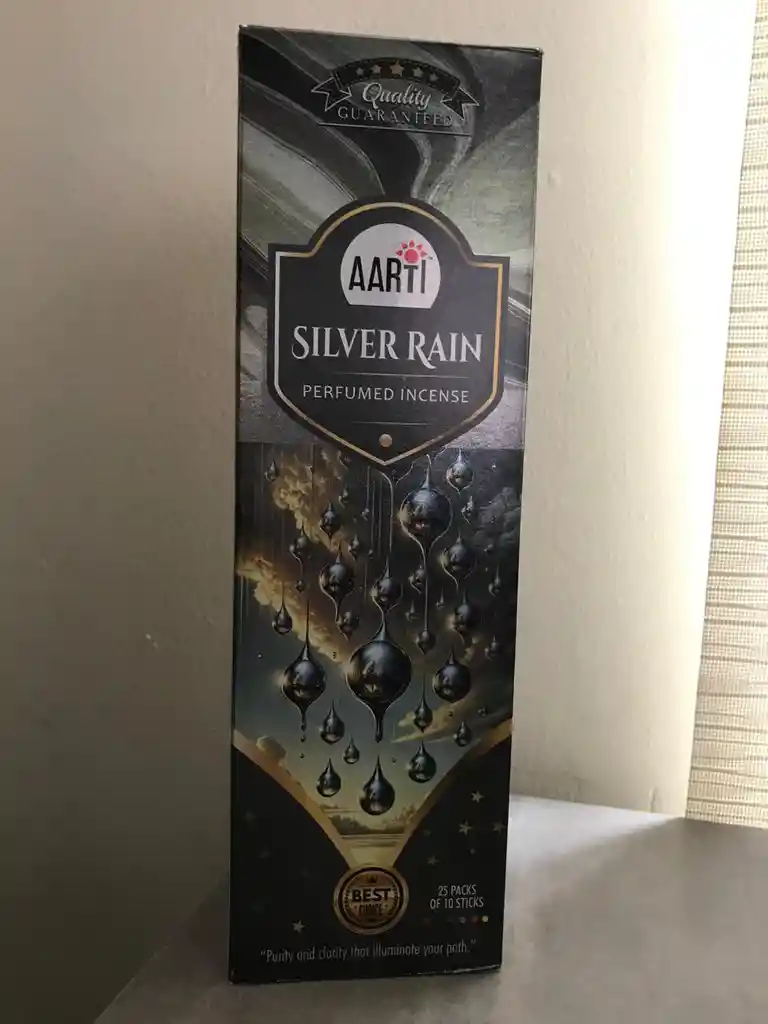 Quality
GUARANTEED
AARTI
SILVER RAIN
PERFUMED INCENSE
BEST
CHOICE
25 PACKS
OF 10 STICKS
"Purity and clarity that illuminate your path."